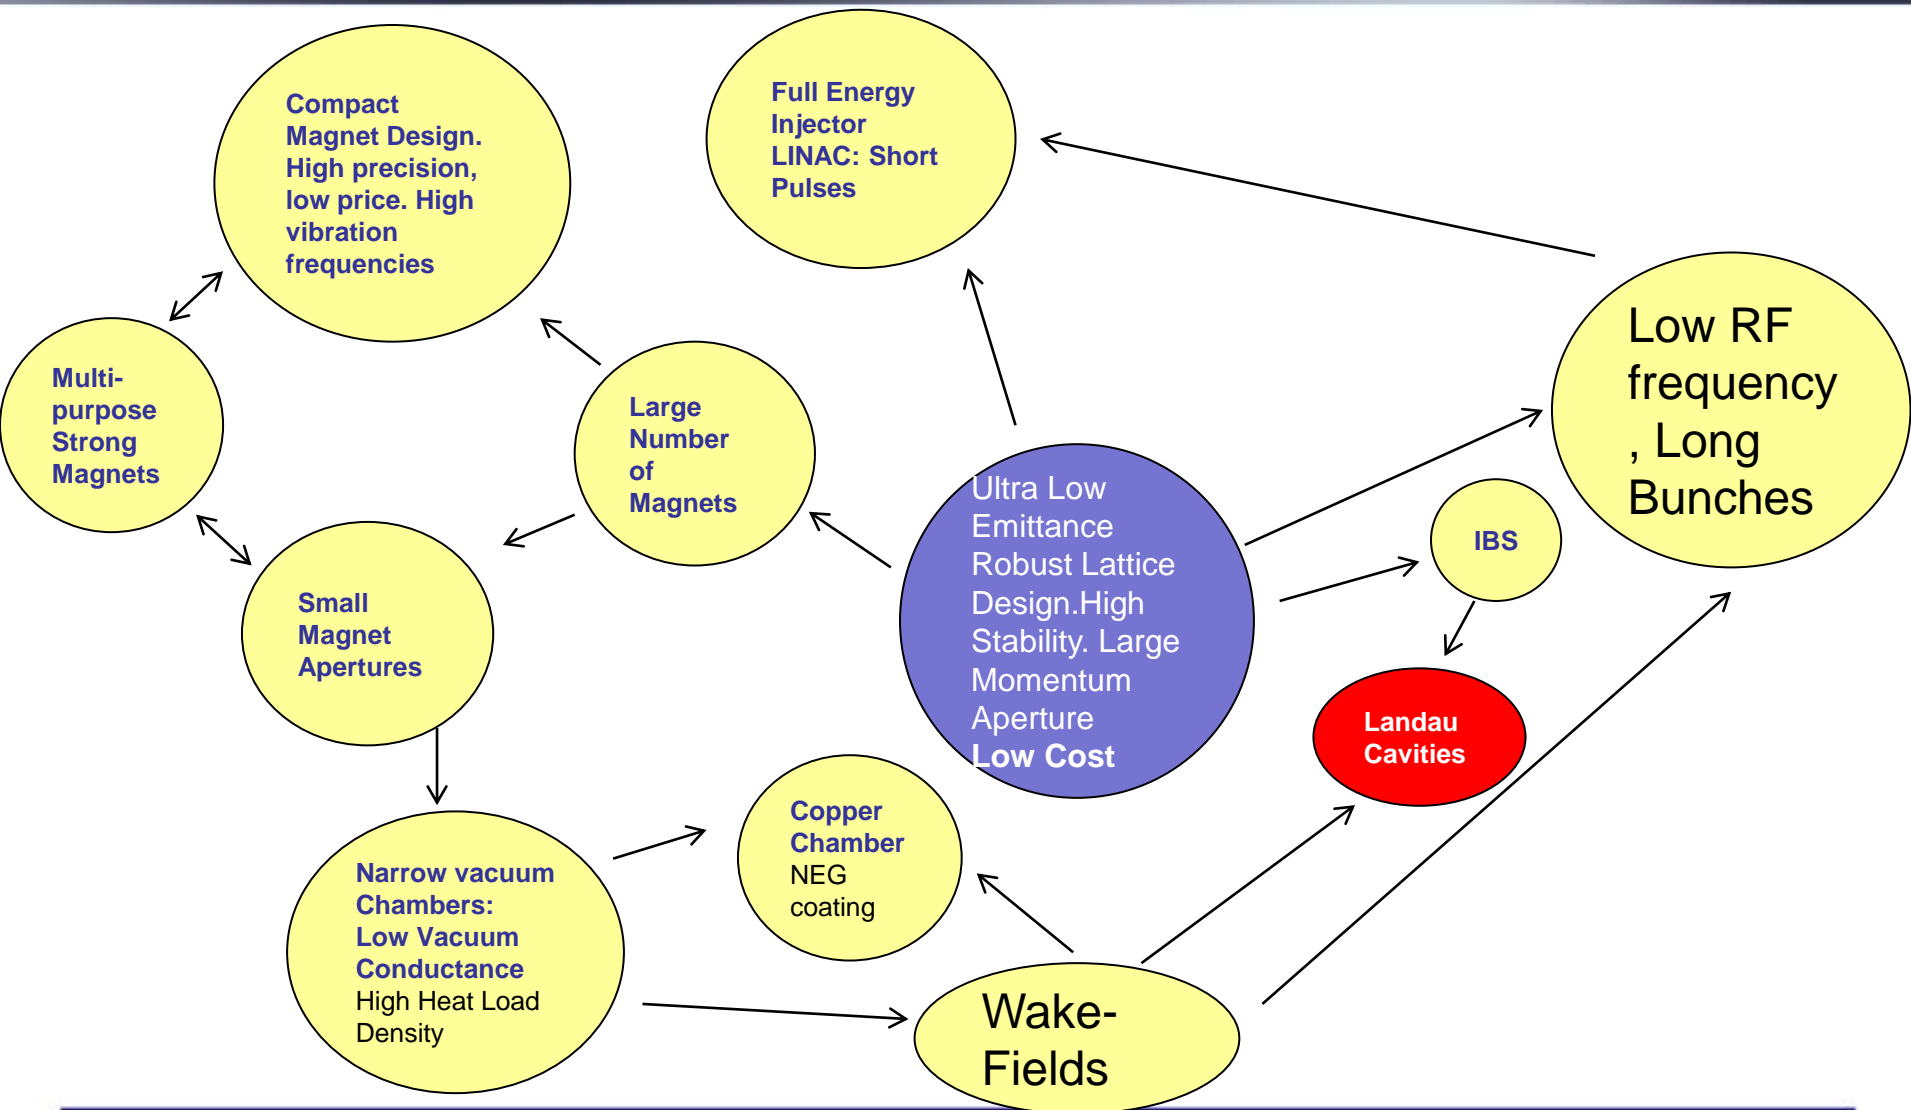 Compact
Magnet Design.
High precision,
low price. High
vibration
frequencies
Full Energy
Injector
LINAC: Short
Pulses
Low RF
frequency
, Long
Bunches
Multi-
purpose
Strong
Magnets
Large
Number
of
Magnets
Ultra Low
Emittance
Robust Lattice
Design.High
Stability. Large
Momentum
Aperture
Low Cost
IBS
Small
Magnet
Apertures
Landau
Cavities
Copper
Chamber
NEG
coating
Narrow vacuum
Chambers:
Low Vacuum
Conductance
High Heat Load
Density
Wake-
Fields